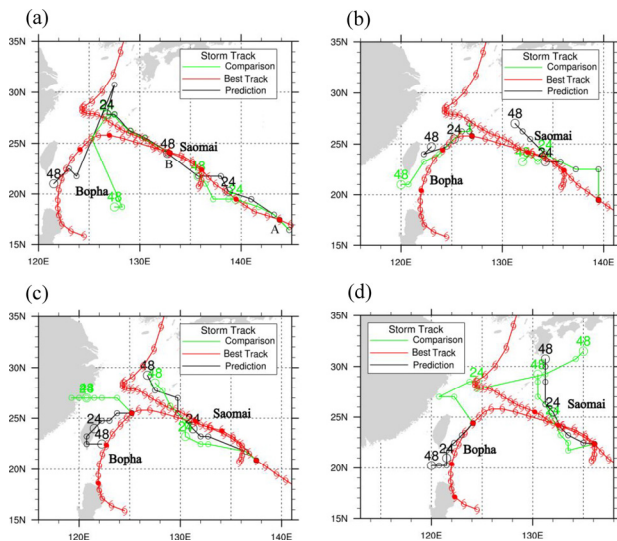 (a)
35N
30N
25N
20N
15N
120E
130E
140E
Storm Track
Comparison
Best Track
Prediction
24
48
Saomai
B
48
24
24
48
Bopha
A
(b)
35N
30N
25N
20N
15N
120E
130E
140E
Storm Track
Comparison
Best Track
Prediction
48
Saomai
24
48
24
48
Bopha
(c)
35N
30N
25N
20N
15N
120E
130E
140E
Storm Track
Comparison
Best Track
Prediction
48
48
48
Saomai
24
48
Bopha
(d)
35N
30N
25N
20N
15N
120E
130E
Storm Track
Comparison
Best Track
Prediction
48
48
48
24
24
Saomai
24
48
Bopha